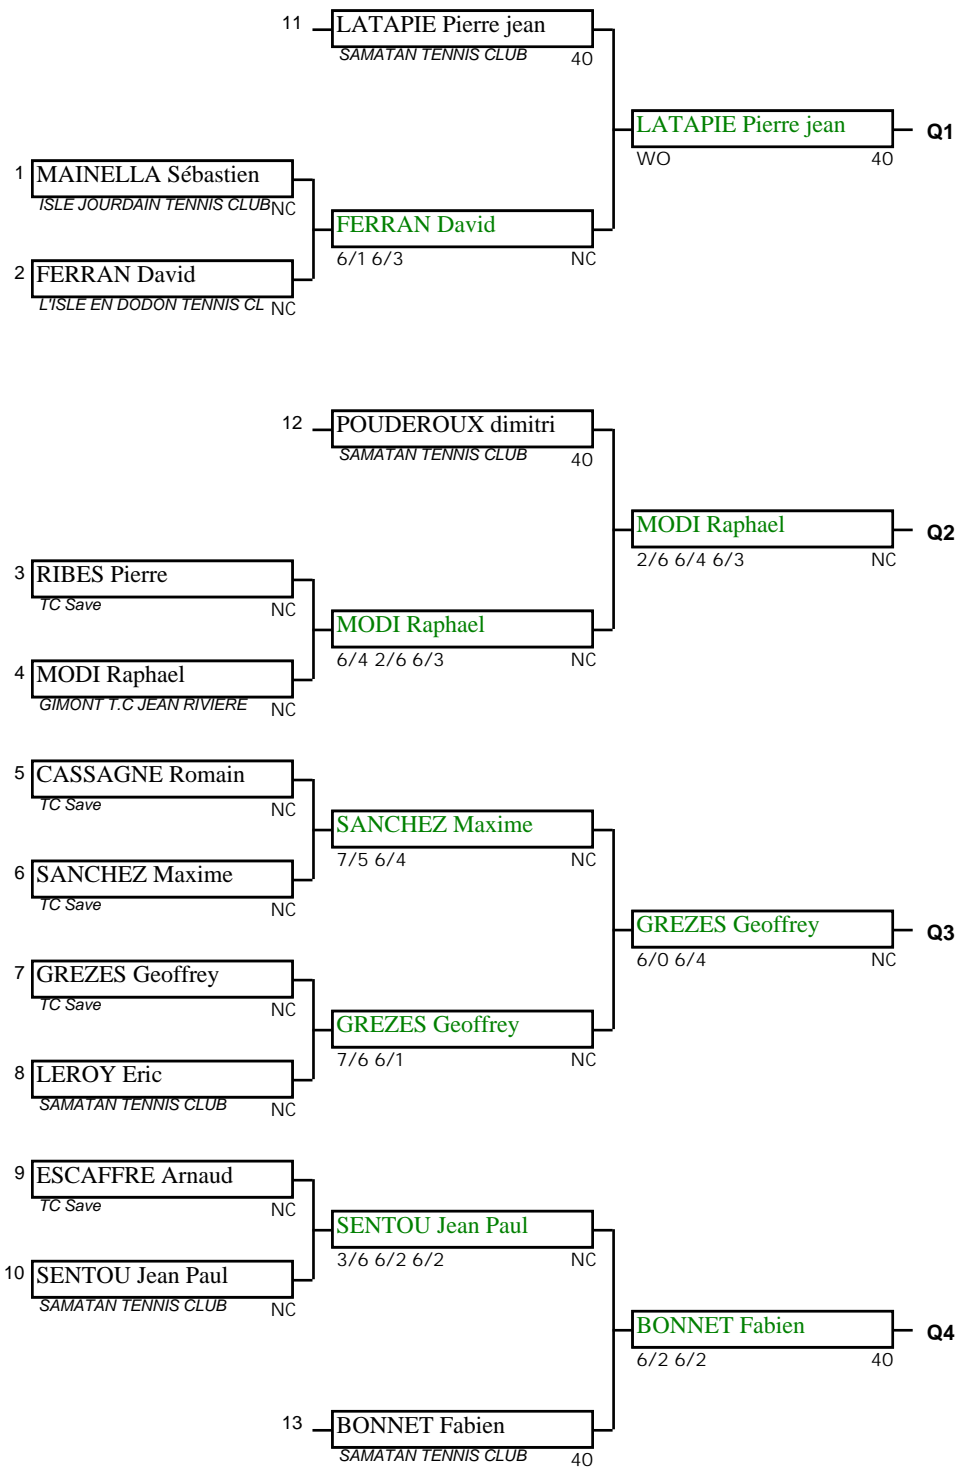 11 LATAPIE Pierre jean
SAMATAN TENNIS CLUB 40
LATAPIE Pierre jean Q1
WO 40
1 MAINELLA Sébastien
ISLE JOURDAIN TENNIS CLUB NC
FERRAN David
6/1 6/3 NC
2 FERRAN David
L'ISLE EN DODON TENNIS CL NC
12 POUDEROUX dimitri
SAMATAN TENNIS CLUB 40
MODI Raphael Q2
2/6 6/4 6/3 NC
3 RIBES Pierre
TC Save NC
MODI Raphael
6/4 2/6 6/3 NC
4 MODI Raphael
GIMONT T.C JEAN RIVIERE NC
5 CASSAGNE Romain
TC Save NC
SANCHEZ Maxime
7/5 6/4 NC
6 SANCHEZ Maxime
TC Save NC
GREZES Geoffrey Q3
6/0 6/4 NC
7 GREZES Geoffrey
TC Save NC
GREZES Geoffrey
7/6 6/1 NC
8 LEROY Eric
SAMATAN TENNIS CLUB NC
9 ESCAFFRE Arnaud
TC Save NC
SENTOU Jean Paul
3/6 6/2 6/2 NC
10 SENTOU Jean Paul
SAMATAN TENNIS CLUB NC
BONNET Fabien Q4
6/2 6/2 40
13 BONNET Fabien
SAMATAN TENNIS CLUB 40